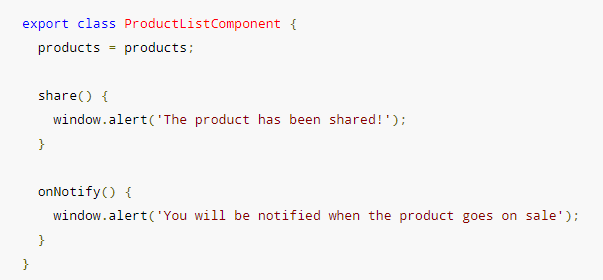 export class ProductListComponent {
  products = products;

  share() {
    window.alert('The product has been shared!');
  }

  onNotify() {
    window.alert('You will be notified when the product goes on sale');
  }
}